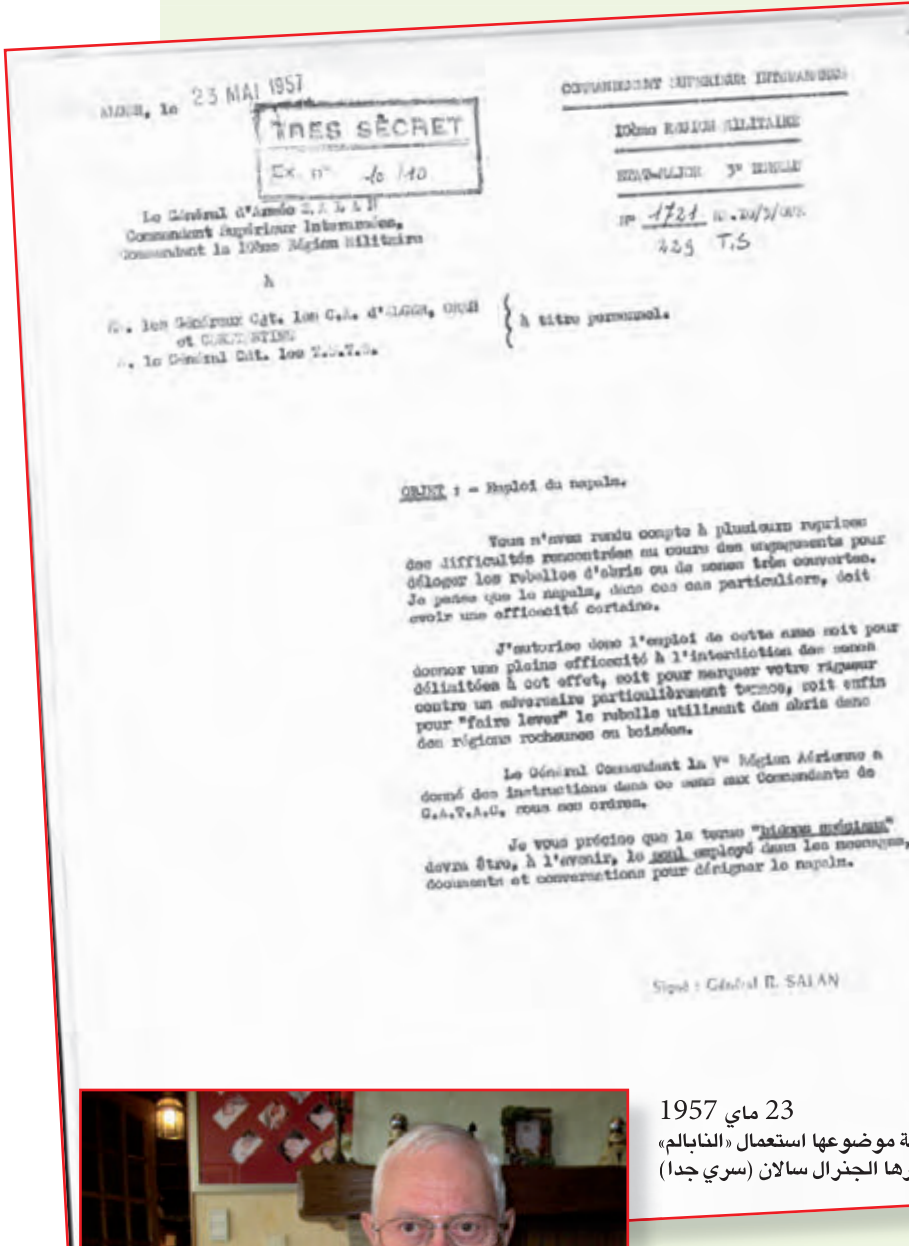 ALGER, le 23 MAI 1957
TRES SECRET
Ex. n° 10 /10
Le Général d'Armée SALAN
Commandant Supérieur Interarmées,
Commandant la 10ème Région Militaire
à
les Généraux Cdt. les C.A. d'ALGER, ORAN
et CONSTANTINE
le Général Cdt. les
à titre personnel.
COMMANDEMENT SUPERIEUR INTERARMEES
10ème REGION MILITAIRE
ETAT-MAJOR 3° BUREAU
N° 1721
T.S
OBJET : - Emploi du napalm.
Vous m'avez rendu compte à plusieurs reprises
des difficultés rencontrées au cours des engagements pour
déloger les rebelles d'abris ou de zones très couvertes.
Je pense que le napalm, dans ces cas particuliers, doit
avoir une efficacité certaine.
J'autorise donc l'emploi de cette arme soit pour
donner une pleine efficacité à l'interdiction des zones
délimitées à cet effet, soit pour marquer votre rigueur
contre un adversaire particulièrement tenace, soit enfin
pour "faire lever" le rebelle utilisant des abris dans
des régions rocheuses ou boisées.
Le Général Commandant la V° Région Aérienne a
donné des instructions dans ce sens aux Commandants de
G.A.T.A.C. sous ses ordres.
Je vous précise que le terme "bidons spéciaux"
devra être, à l'avenir, le seul employé dans les messages,
documents et conversations pour désigner le napalm.
Signé : Général R. SALAN
23 ماي 1957
موضوعها استعمال «النابالم»
الجنرال سالان (سري جدا)